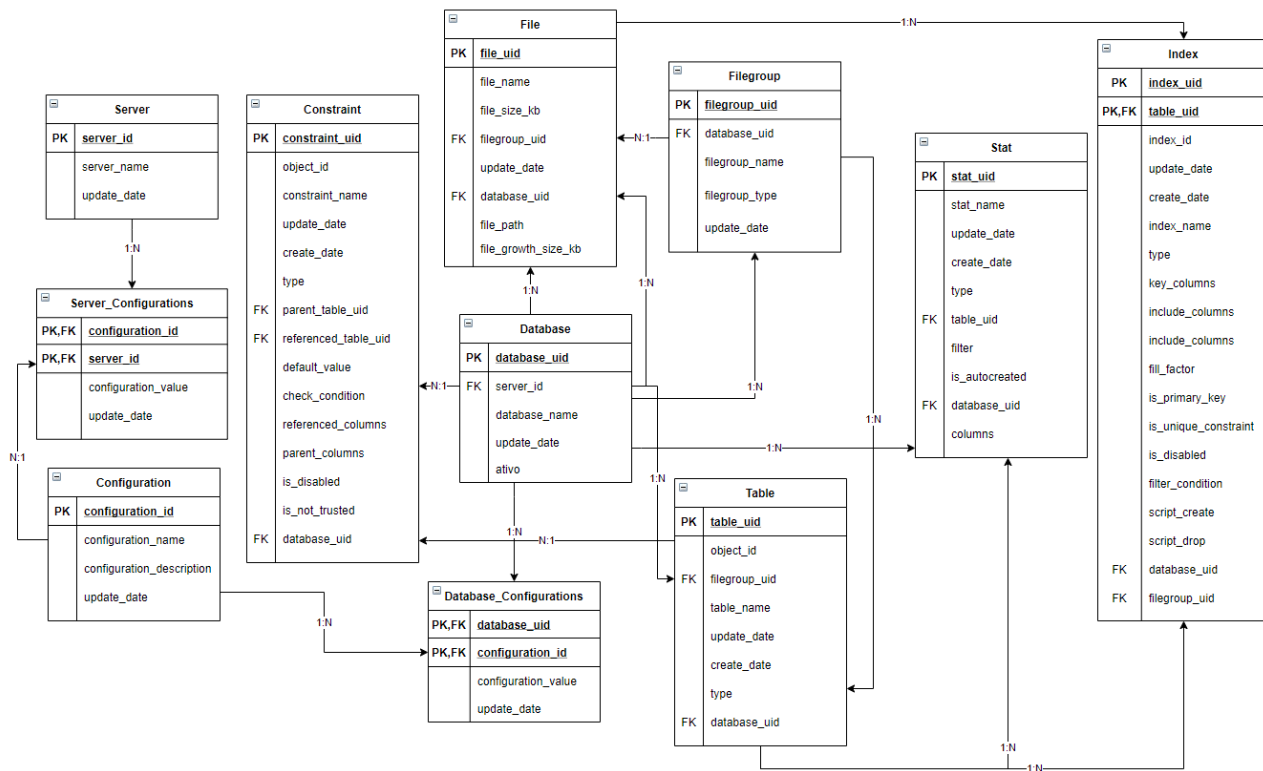 File
PK file_uid
file_name
file_size_kb
FK filegroup_uid
update_date
FK database_uid
file_path
file_growth_size_kb
1:N
Index
PK index_uid
PK,FK table_uid
index_id
update_date
create_date
index_name
type
key_columns
include_columns
include_columns
fill_factor
is_primary_key
is_unique_constraint
is_disabled
filter_condition
script_create
script_drop
FK database_uid
FK filegroup_uid
Filegroup
PK filegroup_uid
FK database_uid
filegroup_name
filegroup_type
update_date
N:1
Server
PK server_id
server_name
update_date
1:N
Constraint
PK constraint_uid
object_id
constraint_name
update_date
create_date
type
FK parent_table_uid
FK referenced_table_uid
default_value
check_condition
referenced_columns
parent_columns
is_disabled
is_not_trusted
FK database_uid
Stat
PK stat_uid
stat_name
update_date
create_date
type
FK table_uid
filter
is_autocreated
FK database_uid
columns
Server_Configurations
PK,FK configuration_id
PK,FK server_id
configuration_value
update_date
N:1
1:N
1:N
Database
PK database_uid
FK server_id
database_name
update_date
ativo
N:1
1:N
1:N
1:N
1:N
1:N
Configuration
PK configuration_id
configuration_name
configuration_description
update_date
1:N
Table
PK table_uid
object_id
FK filegroup_uid
table_name
update_date
create_date
type
FK database_uid
N:1
Database_Configurations
PK,FK database_uid
PK,FK configuration_id
configuration_value
update_date
1:N
1:N